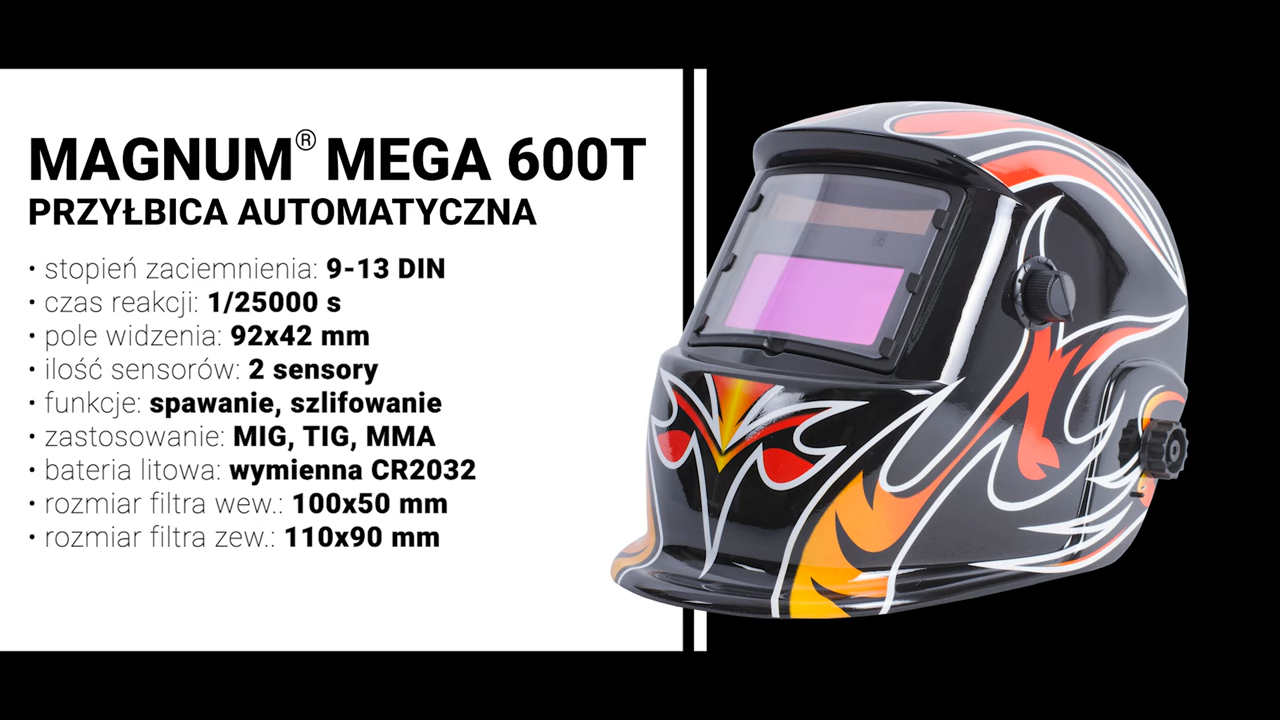 MAGNUM® MEGA 600T
PRZYŁBICA AUTOMATYCZNA
• stopień zaciemnienia: 9-13 DIN
• czas reakcji: 1/25000 s
• pole widzenia: 92x42 mm
• ilość sensorów: 2 sensory
• funkcje: spawanie, szlifowanie
• zastosowanie: MIG, TIG, MMA
• bateria litowa: wymienna CR2032
• rozmiar filtra wew.: 100x50 mm
• rozmiar filtra zew.: 110x90 mm